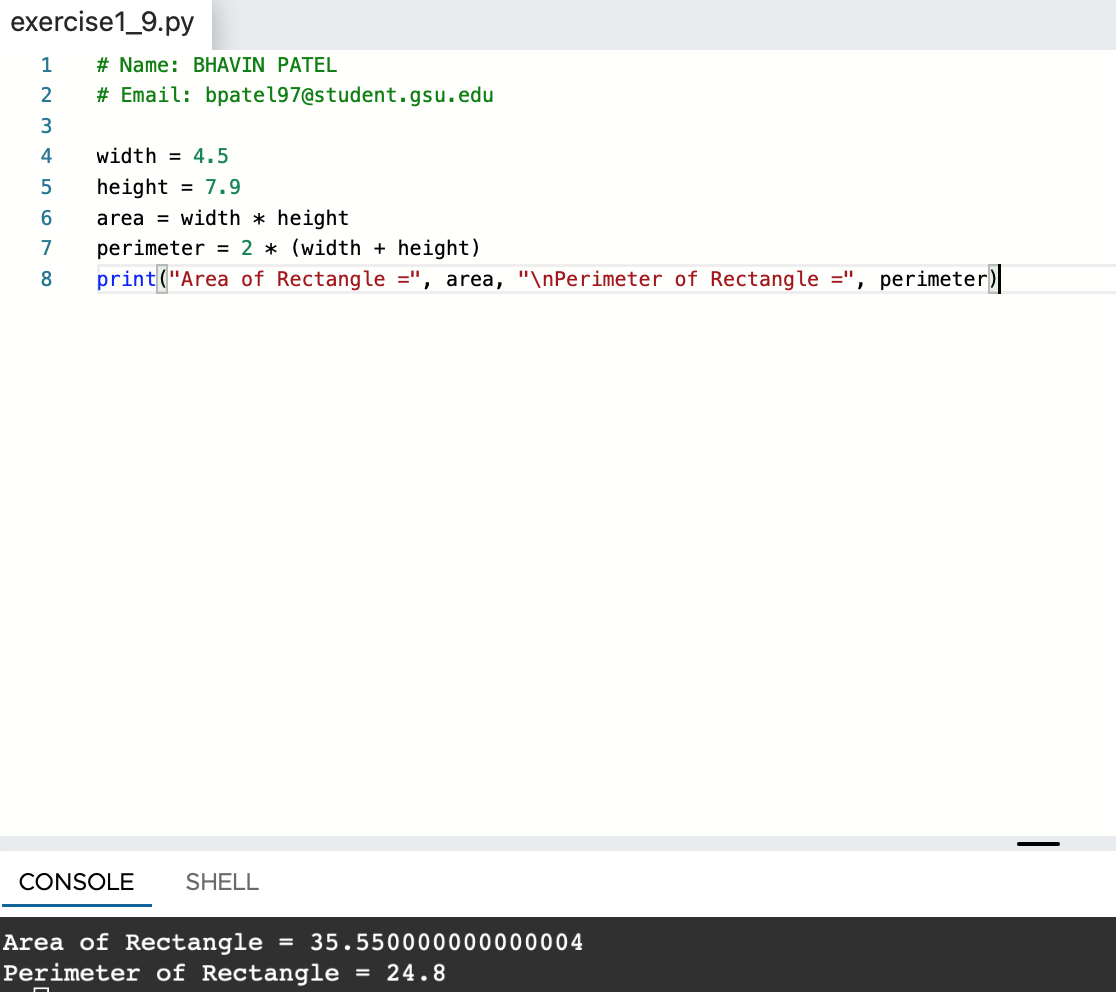 exercise1_9.py
1 # Name: BHAVIN PATEL
2 # Email: bpatel97@student.gsu.edu
3
4 width = 4.5
5 height = 7.9
6 area = width * height
7 perimeter = 2 * (width + height)
8 print("Area of Rectangle =", area, "\nPerimeter of Rectangle =", perimeter)
CONSOLE SHELL
Area of Rectangle = 35.550000000000004
Perimeter of Rectangle = 24.8